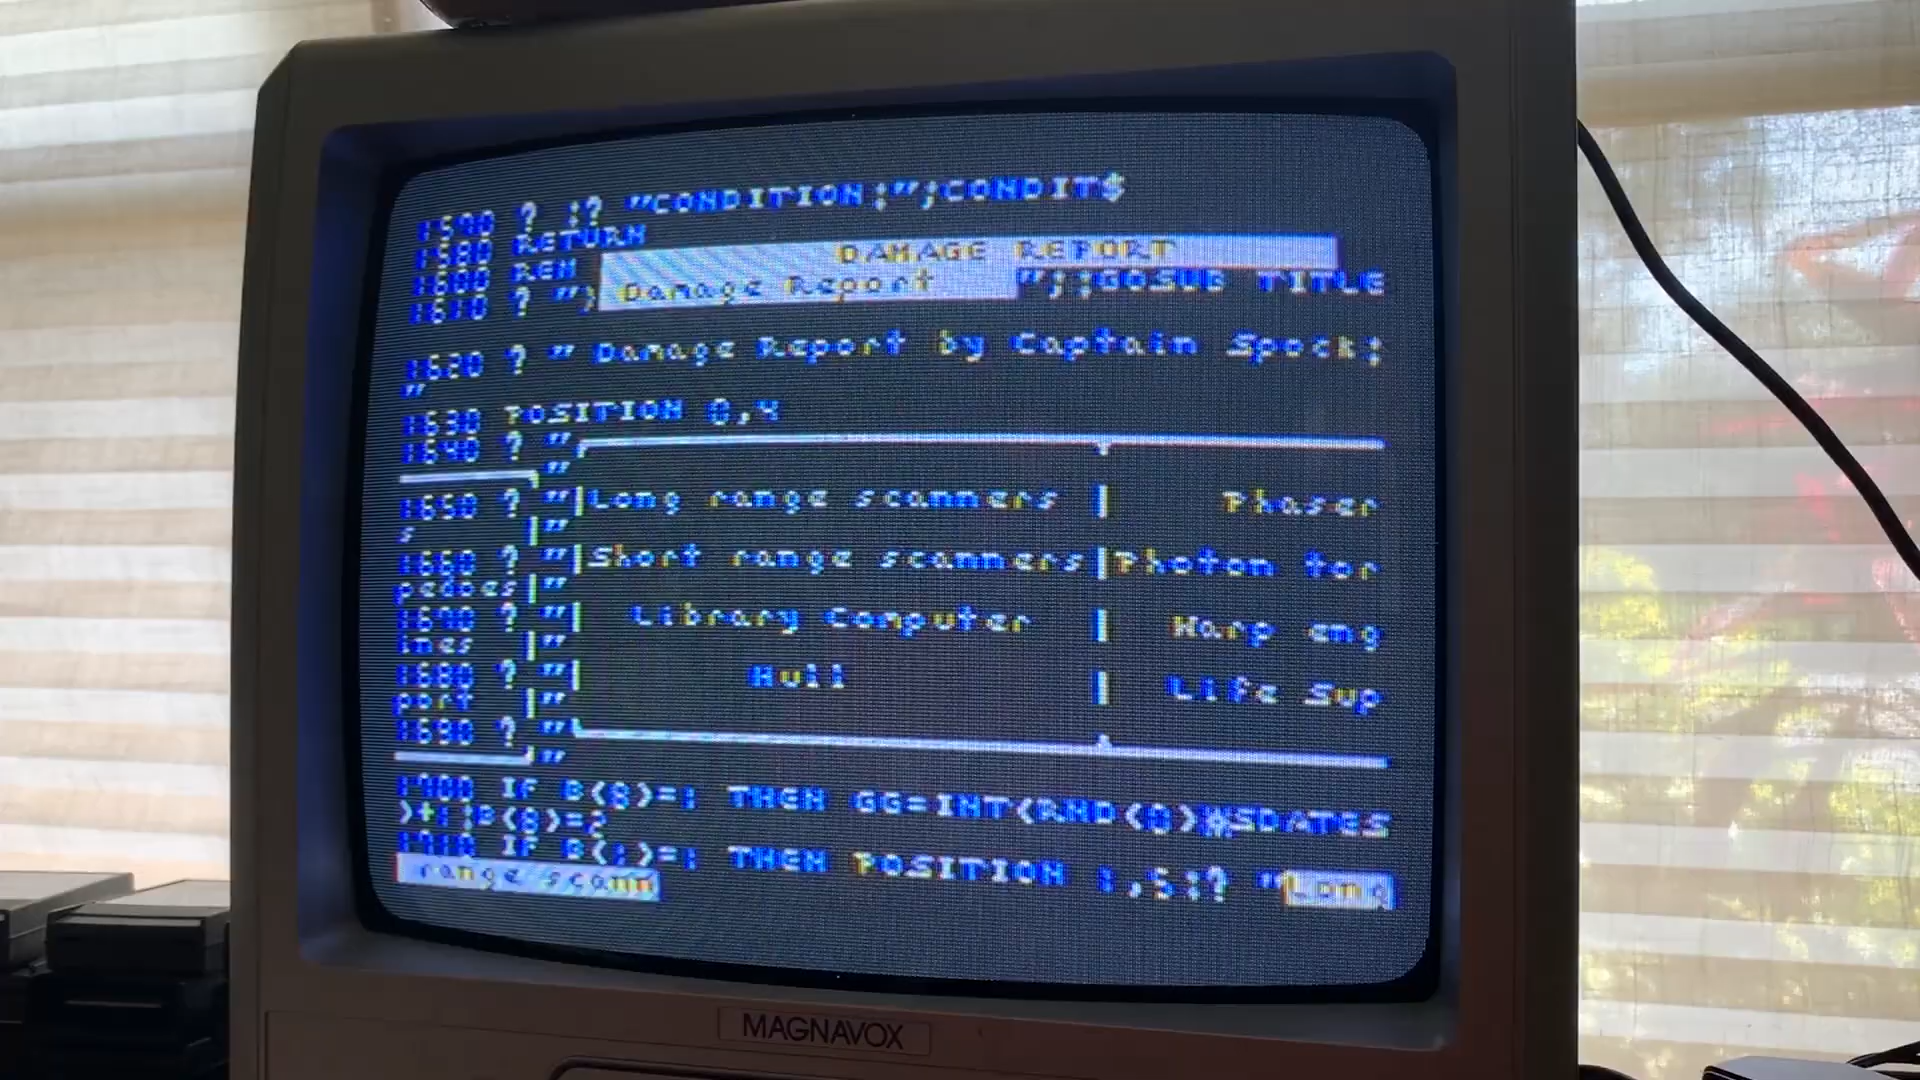 1570 ? :? "CONDITION:";CONDIT$
1580 RETURN
1600 REM DAMAGE REPORT
1610 ? "; Damage Report ";:GOSUB TITLE
1620 ? " Damage Report by Captain Spock:
"
1630 POSITION 0,4
1640 ? "
"
1650 ? "|Long range scanners | Phaser
s |"
1660 ? "|Short range scanners|Photon tor
pedoes|"
1670 ? "| Library Computer | Warp eng
ines |"
1680 ? "| Hull | Life Sup
port |"
1690 ? "
"
1700 IF B(8)=1 THEN GG=INT(RND(0)*SDATES
)+1:B(8)=2
1710 IF B(1)=1 THEN POSITION 1,5:? "Long
range scann
MAGNAVOX